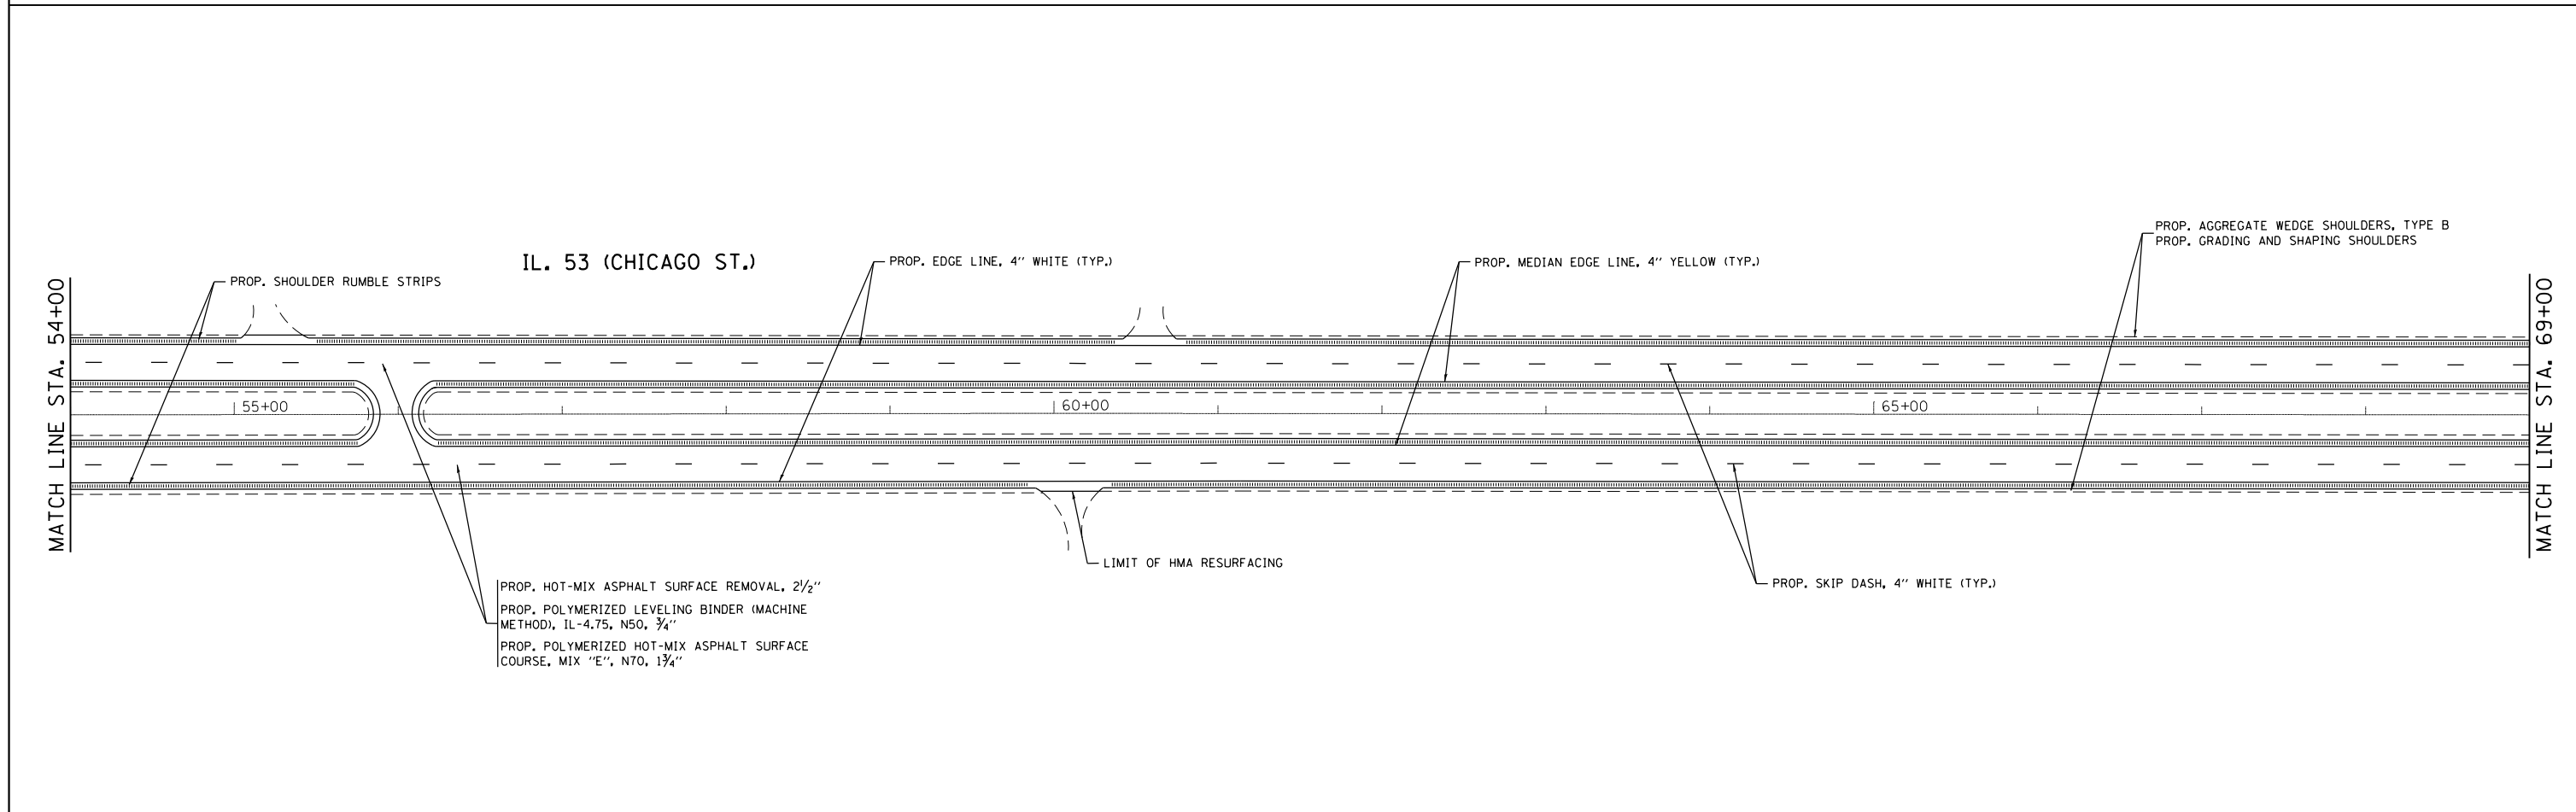 PROP. AGGREGATE WEDGE SHOULDERS, TYPE B
PROP. GRADING AND SHAPING SHOULDERS
IL. 53 (CHICAGO ST.)
PROP. EDGE LINE, 4" WHITE (TYP.)
PROP. MEDIAN EDGE LINE, 4" YELLOW (TYP.)
PROP. SHOULDER RUMBLE STRIPS
MATCH LINE STA. 54+00
55+00
60+00
65+00
MATCH LINE STA. 69+00
LIMIT OF HMA RESURFACING
PROP. SKIP DASH, 4" WHITE (TYP.)
PROP. HOT-MIX ASPHALT SURFACE REMOVAL, 2½"
PROP. POLYMERIZED LEVELING BINDER (MACHINE
METHOD), IL-4.75, N50, ¾"
PROP. POLYMERIZED HOT-MIX ASPHALT SURFACE
COURSE, MIX "E", N70, 1¾"